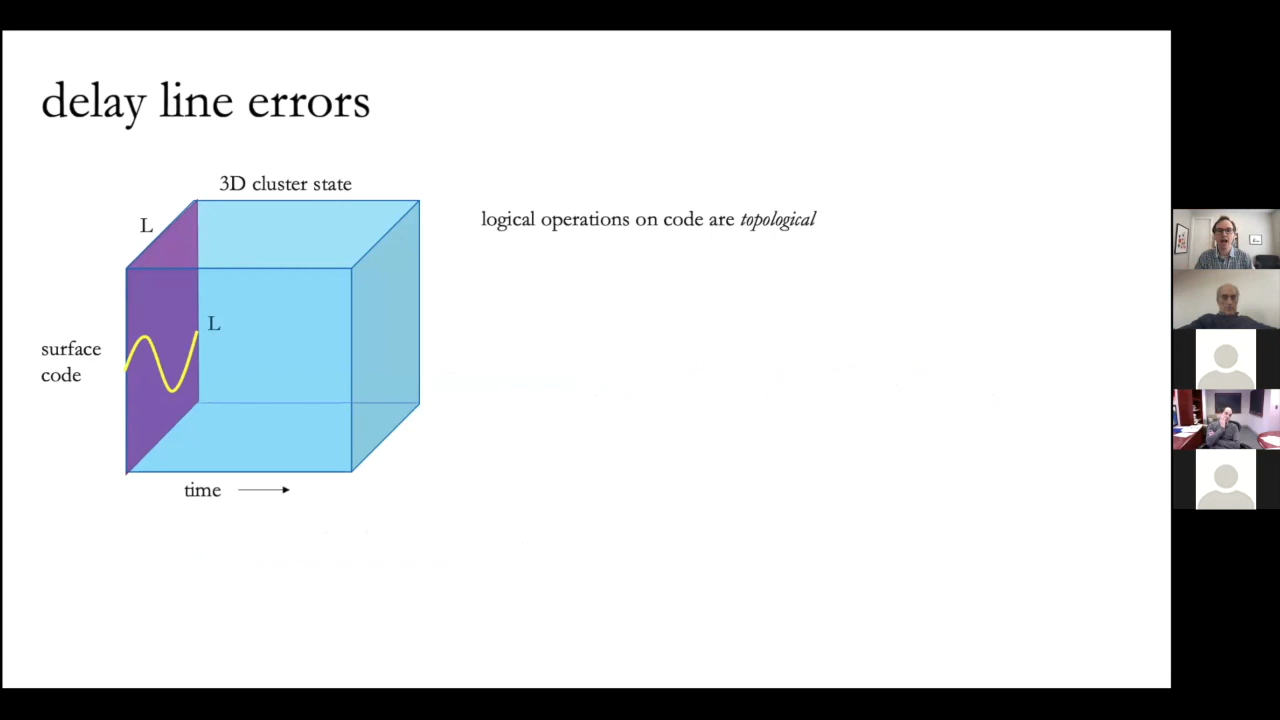 delay line errors
3D cluster state
L
logical operations on code are topological
L
surface
code
time